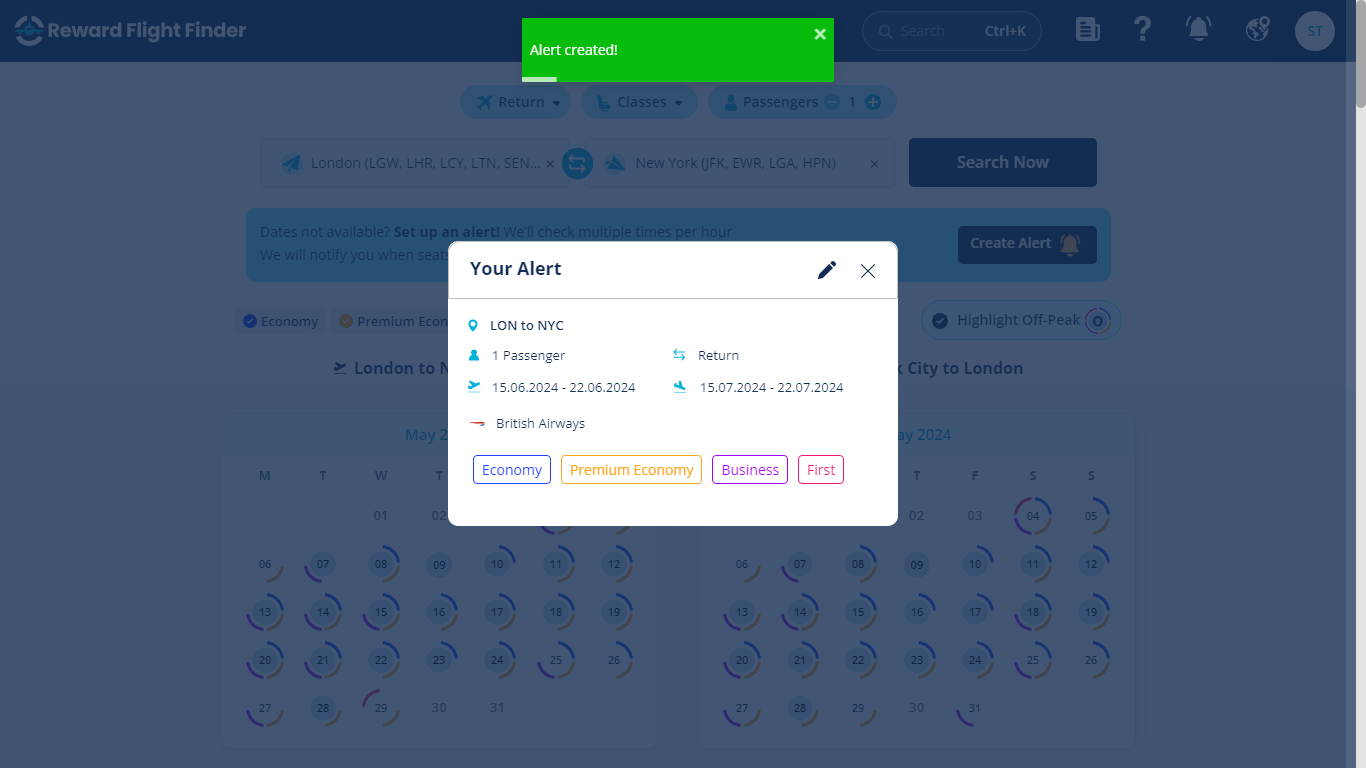 Reward Flight Finder
Alert created!
Search Ctrl+K
ST
Return
Classes
Passengers 1
London (LGW, LHR, LCY, LTN, SEN...
New York (JFK, EWR, LGA, HPN)
Search Now
Dates not available? Set up an alert! We'll check multiple times per hour
We will notify you when seats
Create Alert
Your Alert
LON to NYC
1 Passenger Return
15.06.2024 - 22.06.2024 15.07.2024 - 22.07.2024
British Airways
Economy Premium Economy Business First
Economy
Premium Econ
Highlight Off-Peak
London to N
k City to London
May 2
ay 2024
M T W T
T F S S
01 02
02 03 04 05
06 07 08 09 10 11 12
06 07 08 09 10 11 12
13 14 15 16 17 18 19
13 14 15 16 17 18 19
20 21 22 23 24 25 26
20 21 22 23 24 25 26
27 28 29 30 31
27 28 29 30 31